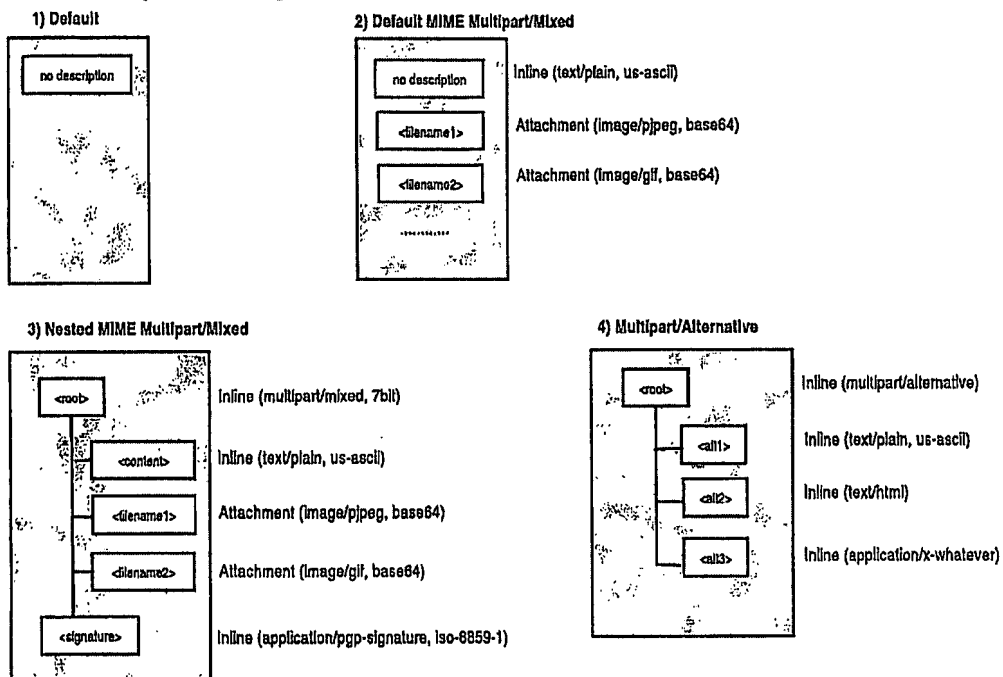 1) Default
no description
2) Default MIME Multipart/Mixed
no description
Inline (text/plain, us-ascii)
<filename1>
Attachment (image/pjpeg, base64)
<filename2>
Attachment (image/gif, base64)
3) Nested MIME Multipart/Mixed
<root>
Inline (multipart/mixed, 7bit)
<content>
Inline (text/plain, us-ascii)
<filename1>
Attachment (image/pjpeg, base64)
<filename2>
Attachment (image/gif, base64)
<signature>
Inline (application/pgp-signature, iso-8859-1)
4) Multipart/Alternative
<root>
Inline (multipart/alternative)
<alt1>
Inline (text/plain, us-ascii)
<alt2>
Inline (text/html)
<alt3>
Inline (application/x-whatever)